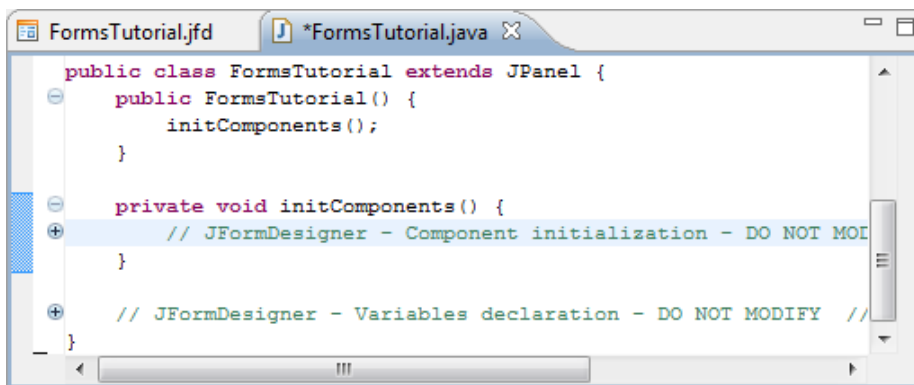 FormsTutorial.jfd *FormsTutorial.java
public class FormsTutorial extends JPanel {
public FormsTutorial() {
initComponents();
}
private void initComponents() {
// JFormDesigner - Component initialization - DO NOT MOD
}
// JFormDesigner - Variables declaration - DO NOT MODIFY //
}